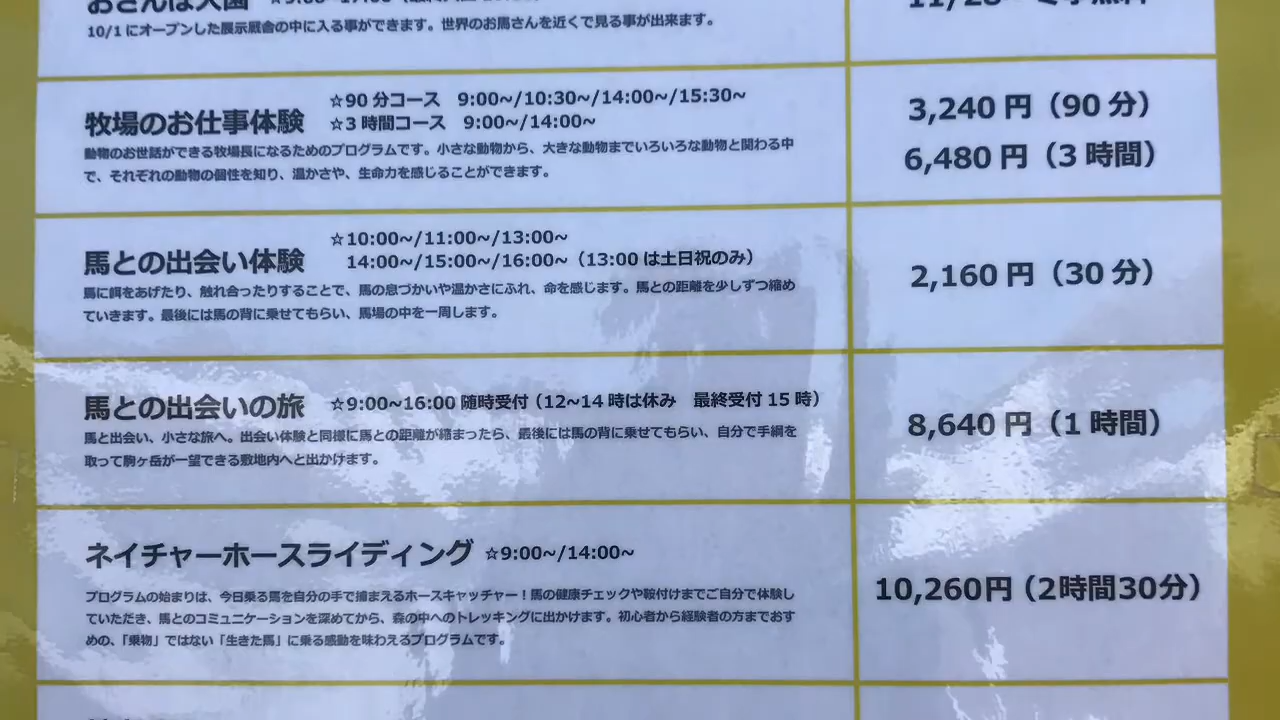 10/1にオープンした展示厩舎の中に入る事ができます。世界のお馬さんを近くで見る事が出来ます。
牧場のお仕事体験
☆90分コース 9:00~/10:30~/14:00~/15:30~
☆3時間コース 9:00~/14:00~
動物のお世話ができる牧場長になるためのプログラムです。小さな動物から、大きな動物までいろいろな動物と関わる中
で、それぞれの動物の個性を知り、温かさや、生命力を感じることができます。
3,240円（90分）
6,480円（3時間）
馬との出会い体験
☆10:00~/11:00~/13:00~
14:00~/15:00~/16:00~（13:00は土日祝のみ）
馬に餌をあげたり、触れ合ったりすることで、馬の息づかいや温かさにふれ、命を感じます。馬との距離を少しずつ縮め
ていきます。最後には馬の背に乗せてもらい、馬場の中を一周します。
2,160円（30分）
馬との出会いの旅 ☆9:00~16:00 随時受付（12~14時は休み 最終受付15時）
馬と出会い、小さな旅へ。出会い体験と同様に馬との距離が縮まったら、最後には馬の背に乗せてもらい、自分で手綱を
取って駒ヶ岳が一望できる敷地内へと出かけます。
8,640円（1時間）
ネイチャーホースライディング ☆9:00~/14:00~
プログラムの始まりは、今日乗る馬を自分の手で捕まえるホースキャッチャー！馬の健康チェックや鞍付けまでご自分で体験し
ていただき、馬とのコミュニケーションを深めてから、森の中へのトレッキングに出かけます。初心者から経験者の方までおすす
めの、「乗物」ではない「生きた馬」に乗る感動を味わえるプログラムです。
10,260円（2時間30分）